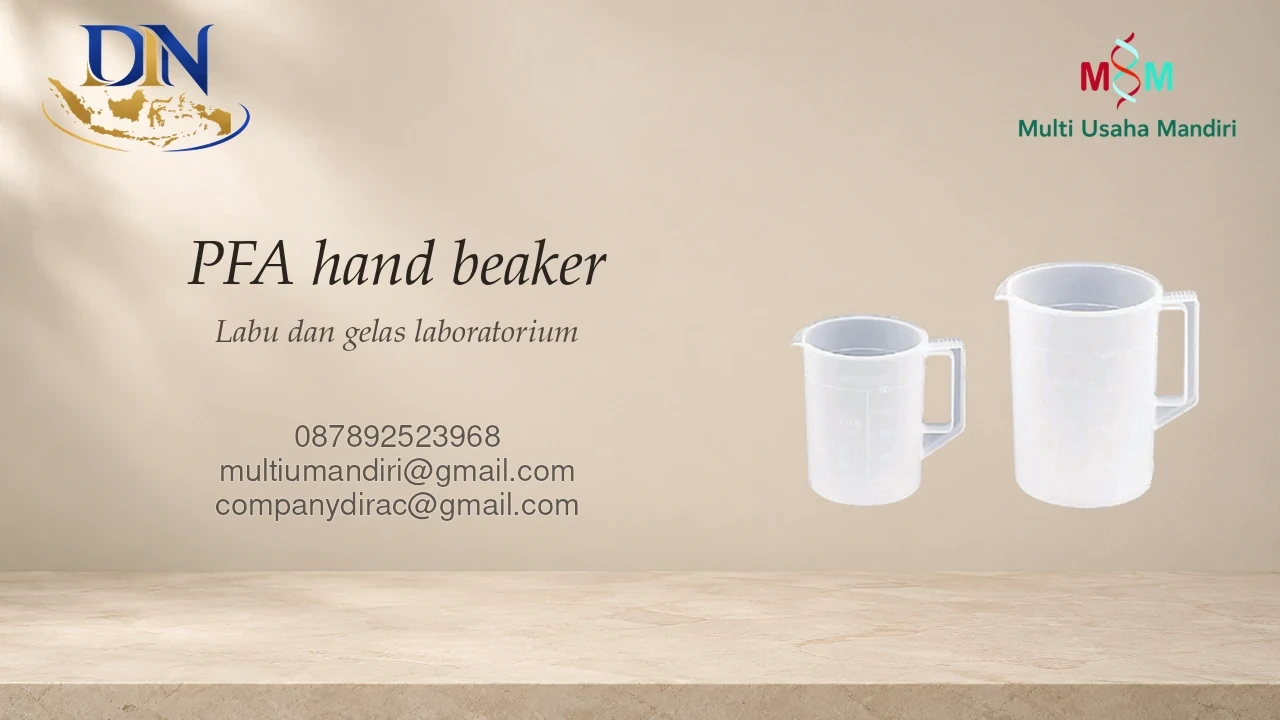 DN
M M
Multi Usaha Mandiri
PFA hand beaker
Labu dan gelas laboratorium
087892523968
multiumandiri@gmail.com
companydirac@gmail.com